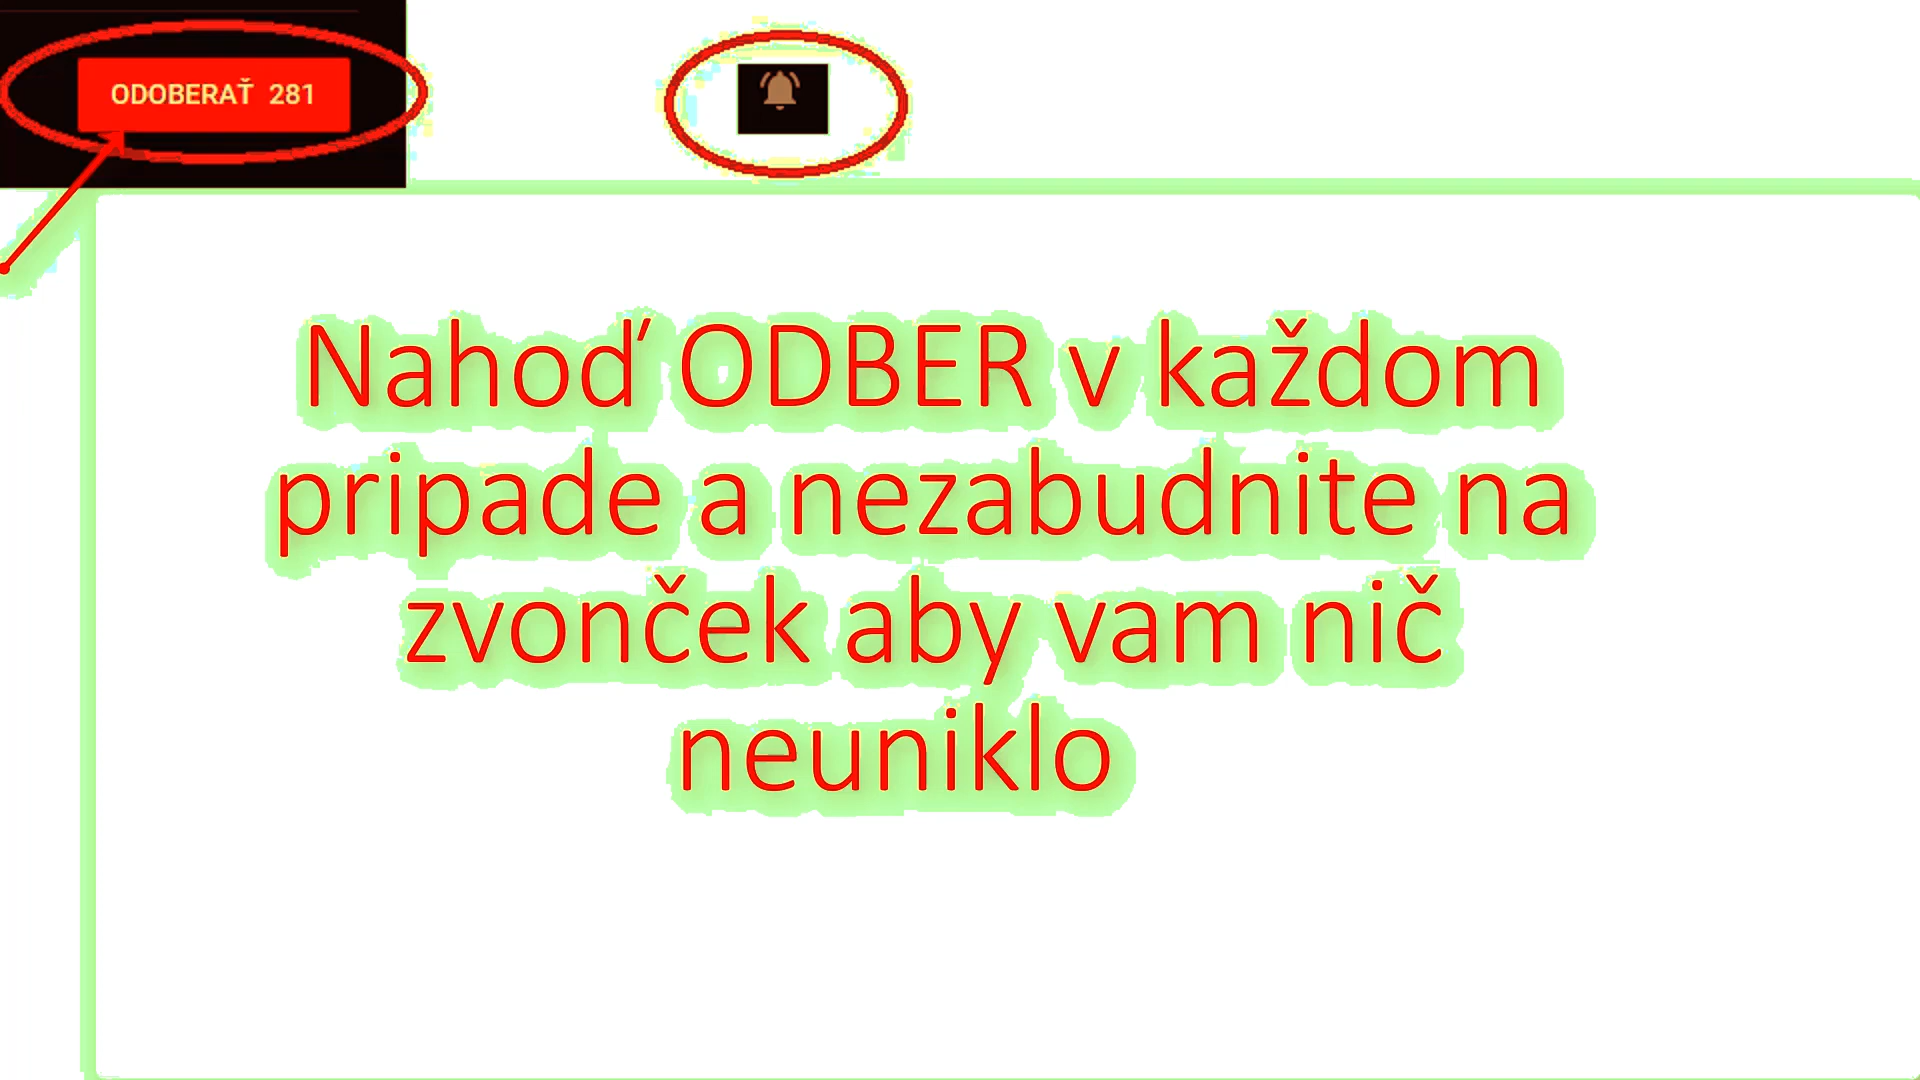 ODOBERAŤ 281
Nahoď ODBER v každom
pripade a nezabudnite na
zvonček aby vam nič
neuniklo